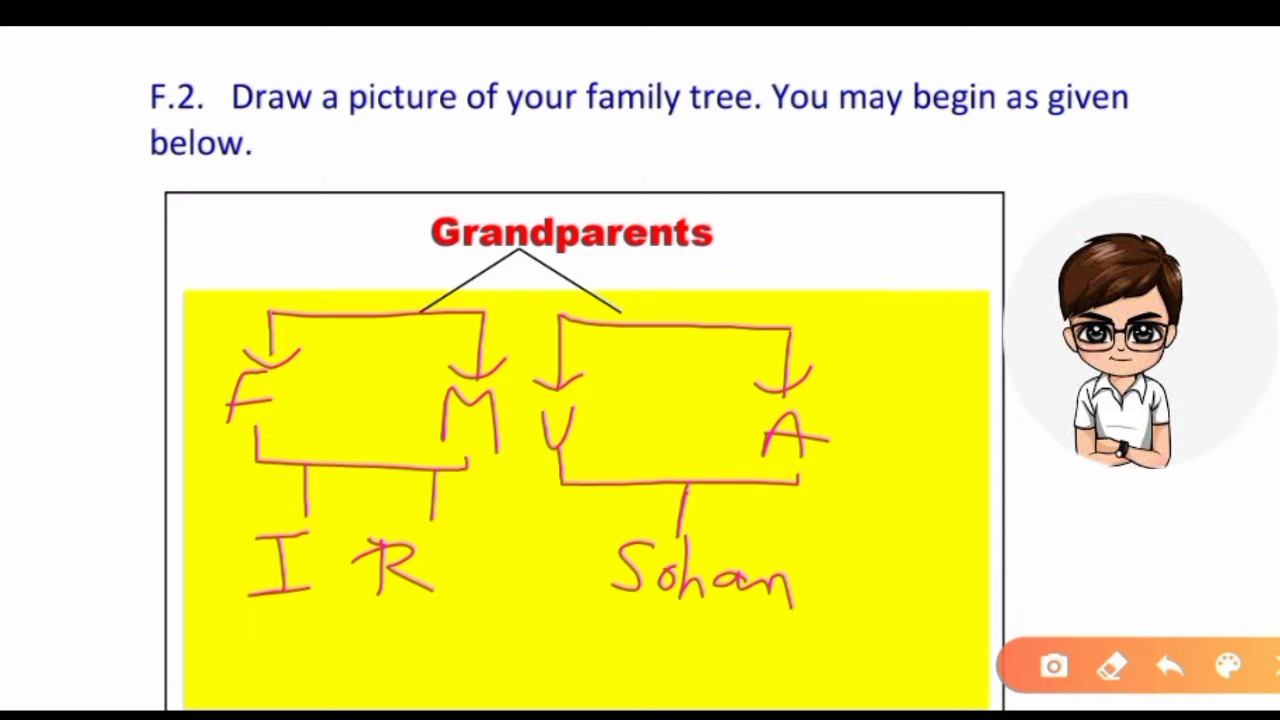 F.2. Draw a picture of your family tree. You may begin as given
below.
Grandparents
F M V A
I R Sohan